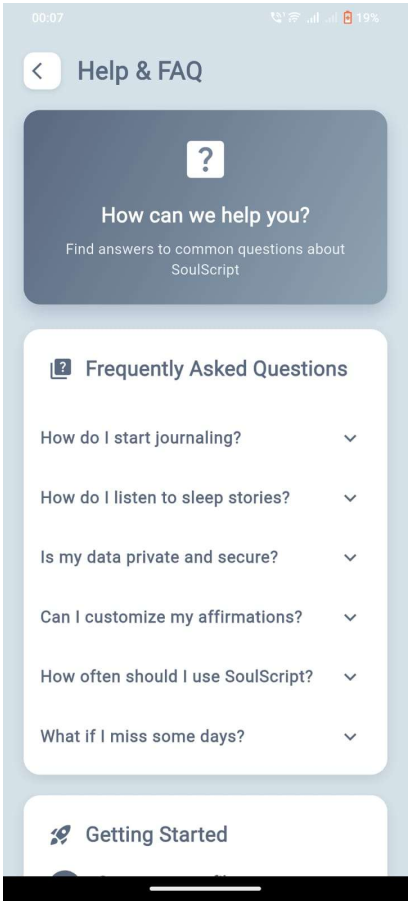 00:07
19%
Help & FAQ
?
How can we help you?
Find answers to common questions about
SoulScript
Frequently Asked Questions
How do I start journaling?
How do I listen to sleep stories?
Is my data private and secure?
Can I customize my affirmations?
How often should I use SoulScript?
What if I miss some days?
Getting Started